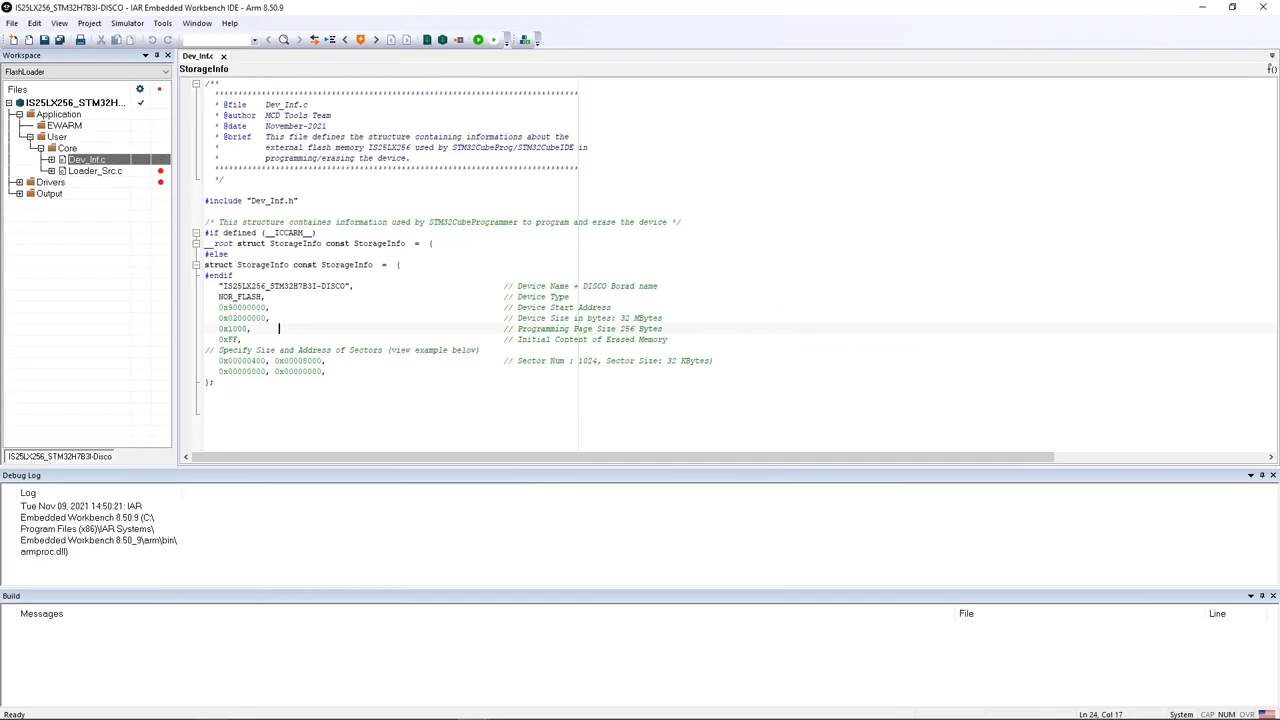 IS25LX256_STM32H7B3I-DISCO - IAR Embedded Workbench IDE - Arm 8.50.9
File Edit View Project Simulator Tools Window Help
Workspace
FlashLoader
Files
IS25LX256_STM32H...
Application
EWARM
User
Core
Dev_Inf.c
Loader_Src.c
Drivers
Output
IS25LX256_STM32H7B3I-Disco
Dev_Inf.c
StorageInfo
f()
/**
******************************************************************************
* @file    Dev_Inf.c
* @author  MCD Tools Team
* @date    November-2021
* @brief   This file defines the structure containing informations about the
*          external flash memory IS25LX256 used by STM32CubeProg/STM32CubeIDE in
*          programming/erasing the device.
******************************************************************************
*/
#include "Dev_Inf.h"
/* This structure containes information used by STM32CubeProgrammer to program and erase the device */
#if defined (__ICCARM__)
__root struct StorageInfo const StorageInfo  =  {
#else
struct StorageInfo const StorageInfo  =  {
#endif
"IS25LX256_STM32H7B3I-DISCO", // Device Name + DISCO Borad name
NOR_FLASH, // Device Type
0x90000000, // Device Start Address
0x02000000, // Device Size in bytes: 32 MBytes
0x1000, // Programming Page Size 256 Bytes
0xFF, // Initial Content of Erased Memory
// Specify Size and Address of Sectors (view example below)
0x00000400, 0x00008000, // Sector Num : 1024, Sector Size: 32 KBytes)
0x00000000, 0x00000000,
};
Debug Log
Log
Tue Nov 09, 2021 14:50:21: IAR
Embedded Workbench 8.50.9 (C:\
Program Files (x86)\IAR Systems\
Embedded Workbench 8.50_9\arm\bin\
armproc.dll)
Build
Messages File Line
Ready Ln 24, Col 17 System CAP NUM OVR